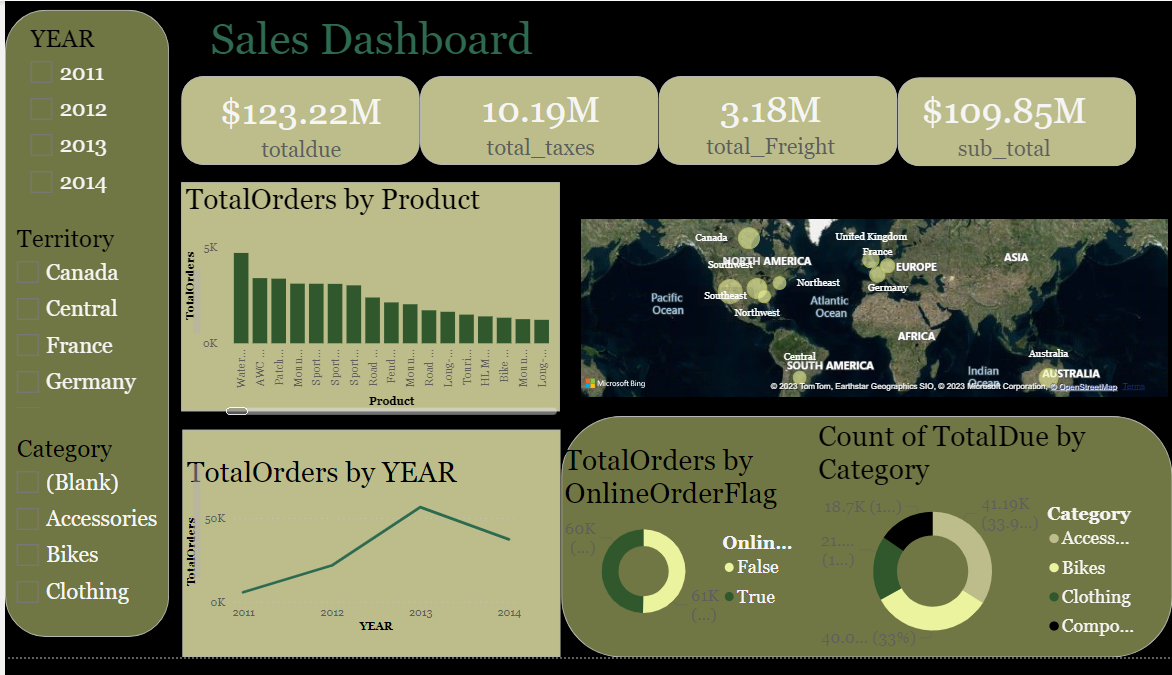 Sales Dashboard
YEAR
2011
2012
2013
2014
Territory
Canada
Central
France
Germany
Category
(Blank)
Accessories
Bikes
Clothing
$123.22M
totaldue
10.19M
total_taxes
3.18M
total_Freight
$109.85M
sub_total
TotalOrders by Product
TotalOrders
5K
0K
Water...
AWC ...
Patch...
Moun...
Sport...
Sport...
Sport...
Road ...
Fend...
Moun...
Road ...
Long-...
Touri...
HL M...
Bike ...
Moun...
Long-...
Product
Canada
NORTH AMERICA
Southwest
Southeast
Northeast
Northwest
Pacific
Ocean
Atlantic
Ocean
United Kingdom
France
EUROPE
Germany
ASIA
AFRICA
Central
SOUTH AMERICA
Australia
AUSTRALIA
Indian
Ocean
Microsoft Bing
© 2023 TomTom, Earthstar Geographics SIO, © 2023 Microsoft Corporation, © OpenStreetMap Terms
TotalOrders by YEAR
TotalOrders
50K
0K
2011
2012
2013
2014
YEAR
TotalOrders by
OnlineOrderFlag
60K
(...)
61K
(...)
Onlin...
False
True
Count of TotalDue by
Category
18.7K (1...)
41.19K
(33.9...)
21....
(1...)
40.0... (33%)
Category
Access...
Bikes
Clothing
Compo...